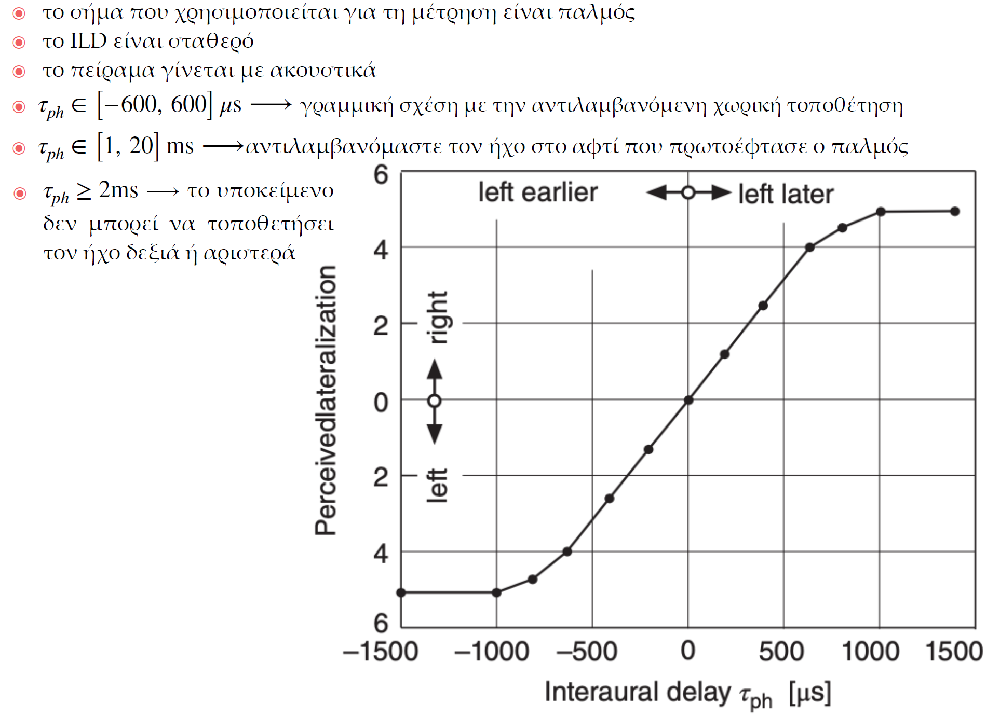 το σήμα που χρησιμοποιείται για τη μέτρηση είναι παλμός
το ILD είναι σταθερό
το πείραμα γίνεται με ακουστικά
τ_ph ∈ [−600, 600] μs ⟶ γραμμική σχέση με την αντιλαμβανόμενη χωρική τοποθέτηση
τ_ph ∈ [1, 20] ms ⟶αντιλαμβανόμαστε τον ήχο στο αφτί που πρωτοέφτασε ο παλμός
τ_ph ≥ 2ms ⟶ το υποκείμενο
δεν μπορεί να τοποθετήσει
τον ήχο δεξιά ή αριστερά
left earlier
left later
Perceivedlateralization
right
left
6
4
2
0
2
4
6
−1500 −1000 −500 0 500 1000 1500
Interaural delay τ_ph [μs]